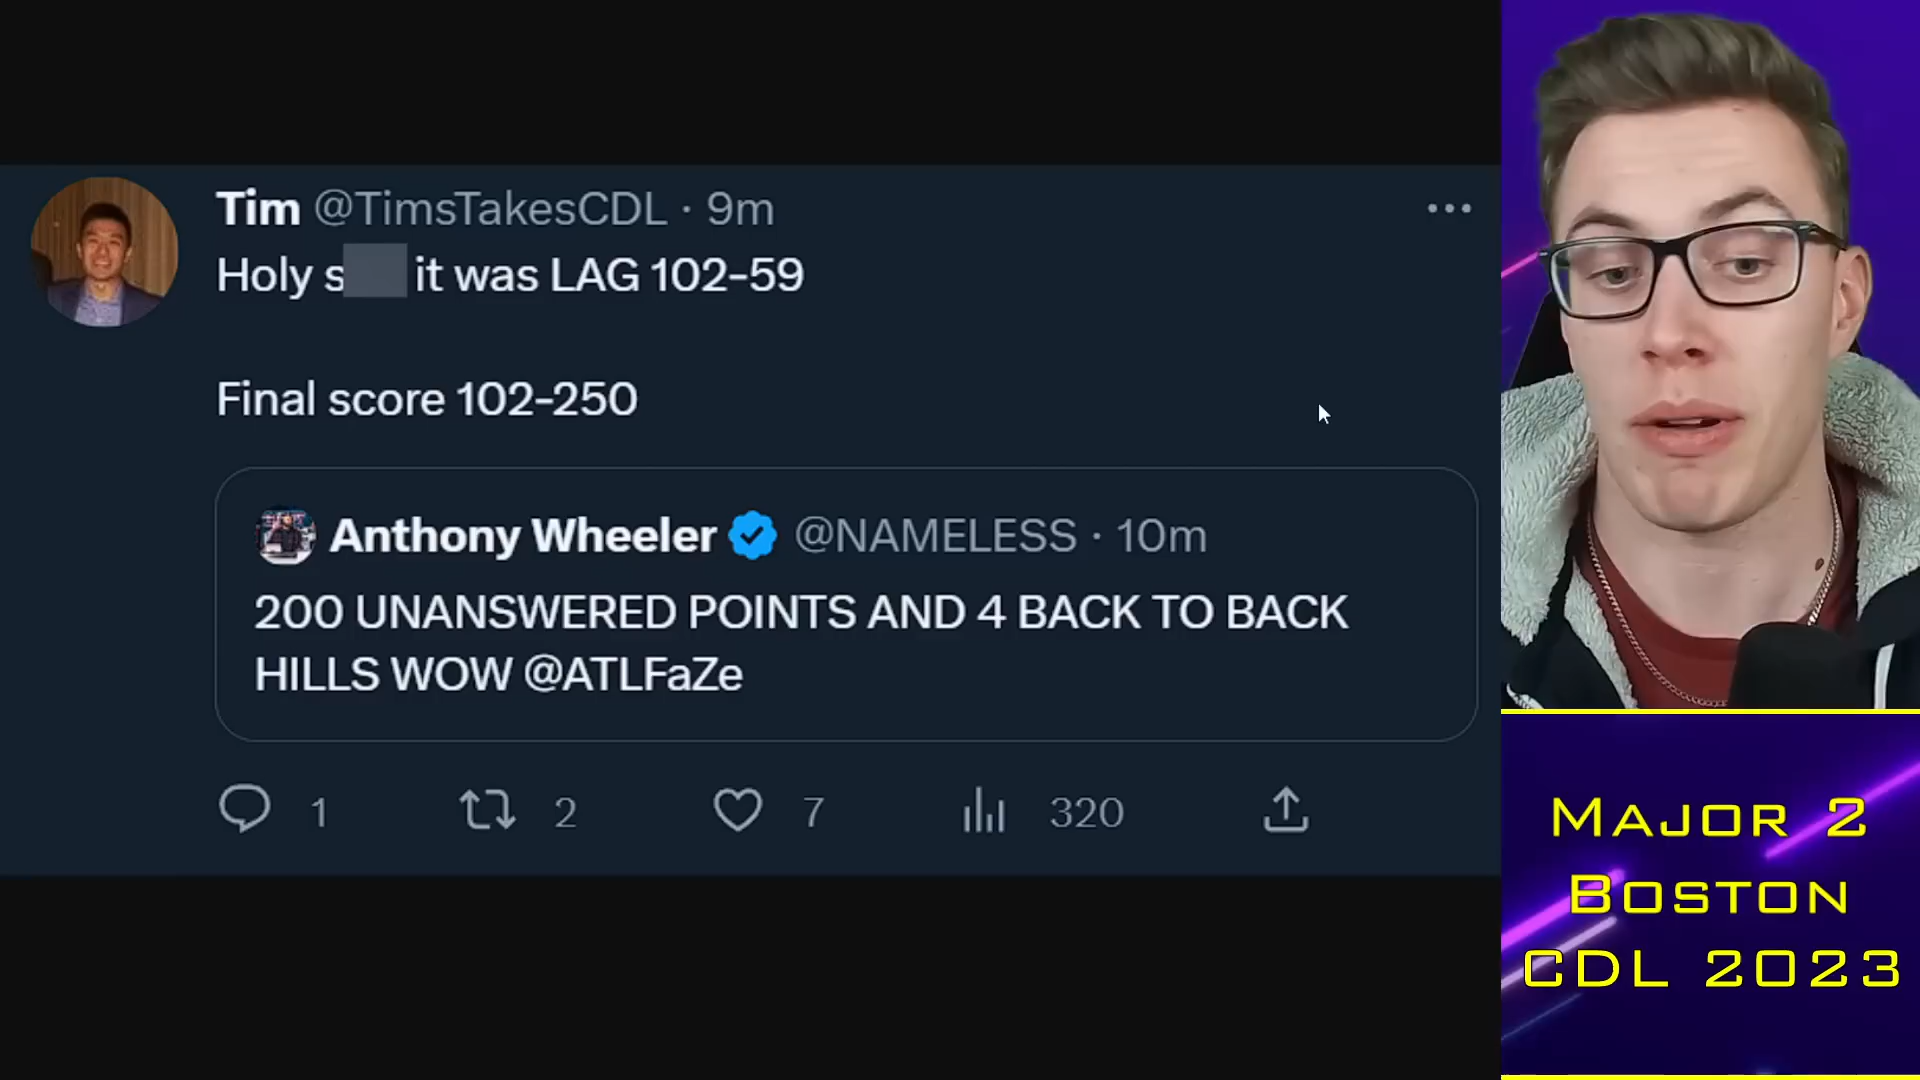 Tim @TimsTakesCDL · 9m
Holy s it was LAG 102-59
Final score 102-250
Anthony Wheeler @NAMELESS · 10m
200 UNANSWERED POINTS AND 4 BACK TO BACK
HILLS WOW @ATLFaZe
1 2 7 320
MAJOR 2
BOSTON
CDL 2023